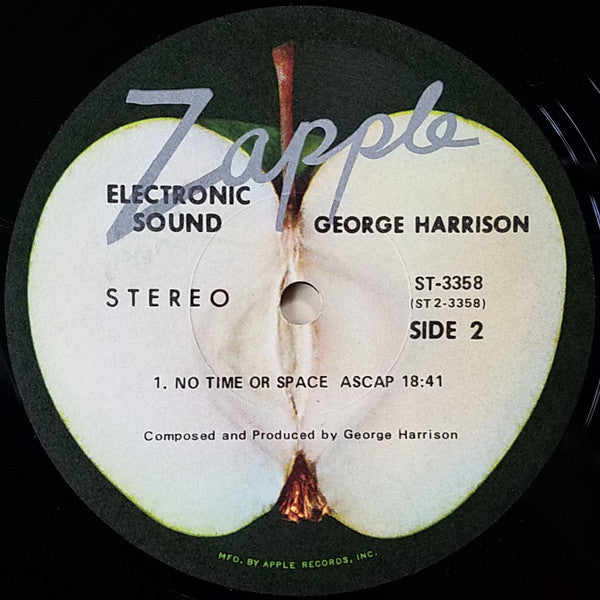 Zapple
ELECTRONIC
SOUND
GEORGE HARRISON
STEREO
ST-3358
(ST 2-3358)
SIDE 2
1. NO TIME OR SPACE ASCAP 18:41
Composed and Produced by George Harrison
MFD. BY APPLE RECORDS, INC.